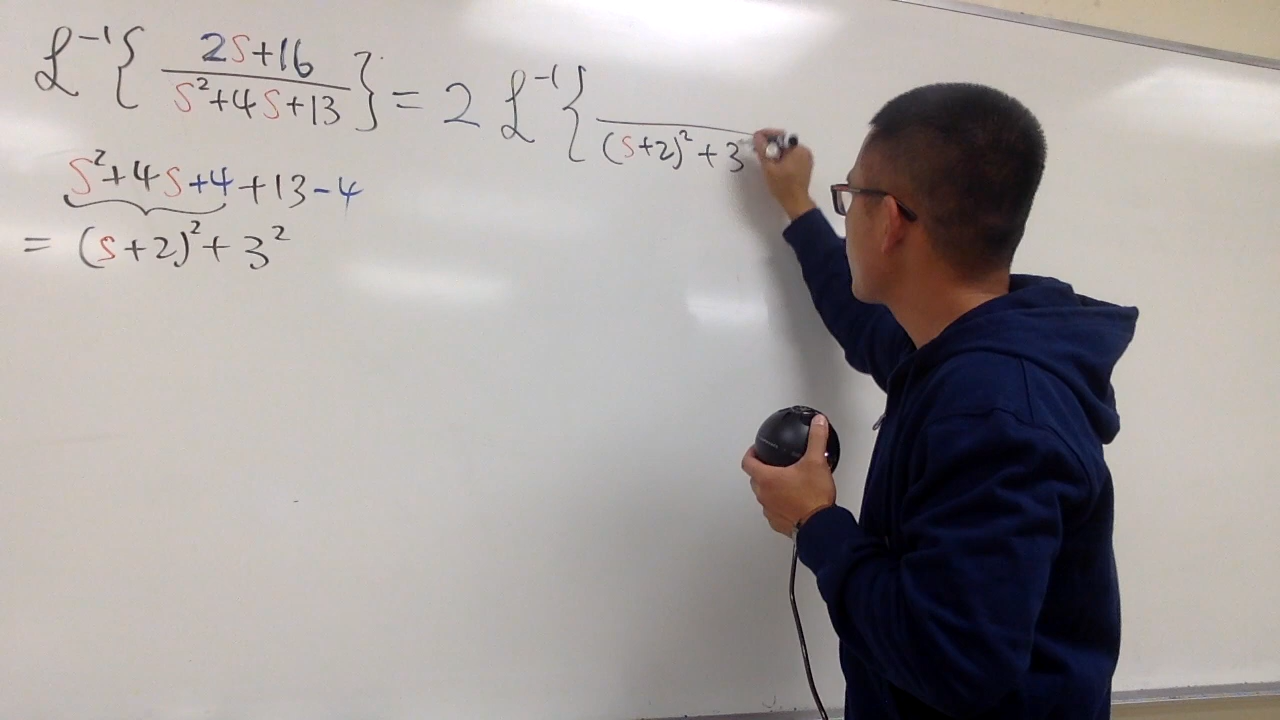 ℒ⁻¹{ (2s+16)/(s²+4s+13) } = 2 ℒ⁻¹{ /((s+2)²+3
s²+4s+4+13-4
= (s+2)²+3²